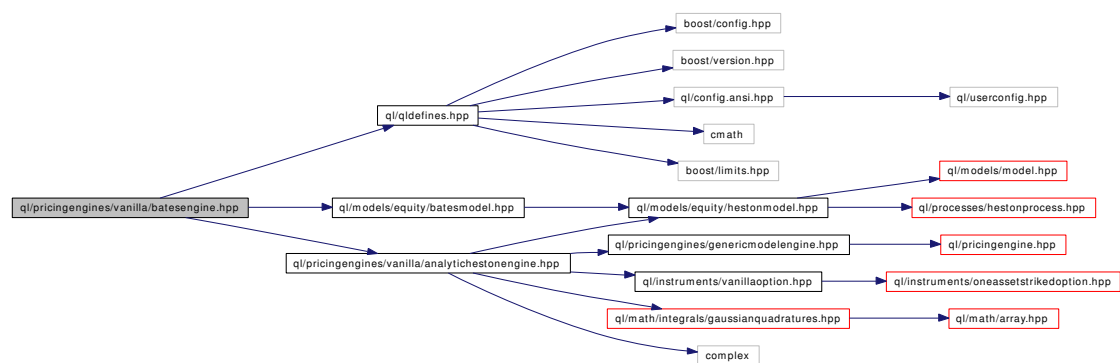 boost/config.hpp
boost/version.hpp
ql/config.ansi.hpp
ql/userconfig.hpp
ql/qldefines.hpp
cmath
boost/limits.hpp
ql/models/model.hpp
ql/pricingengines/vanilla/batesengine.hpp
ql/models/equity/batesmodel.hpp
ql/models/equity/hestonmodel.hpp
ql/processes/hestonprocess.hpp
ql/pricingengines/genericmodelengine.hpp
ql/pricingengine.hpp
ql/pricingengines/vanilla/analytichestonengine.hpp
ql/instruments/vanillaoption.hpp
ql/instruments/oneassetstrikedoption.hpp
ql/math/integrals/gaussianquadratures.hpp
ql/math/array.hpp
complex